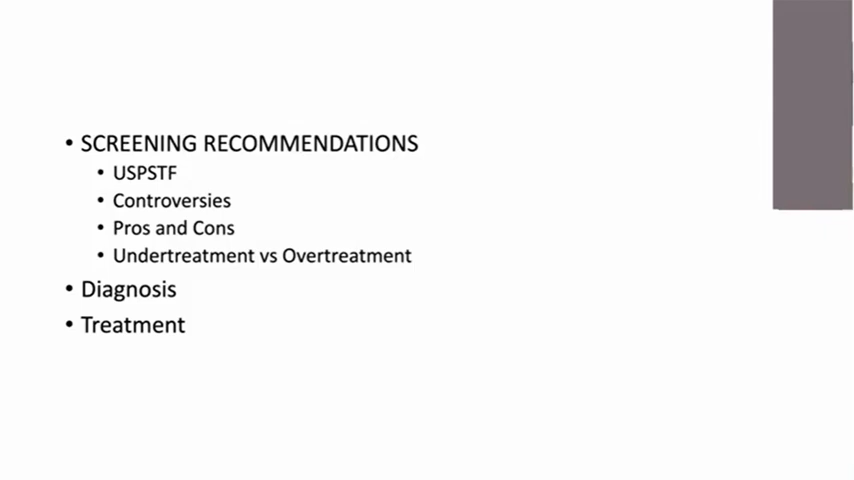 • SCREENING RECOMMENDATIONS
• USPSTF
• Controversies
• Pros and Cons
• Undertreatment vs Overtreatment
• Diagnosis
• Treatment